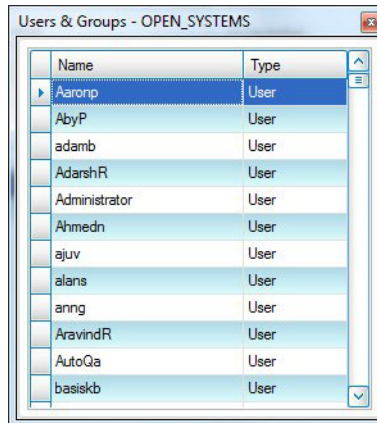 Users & Groups - OPEN_SYSTEMS
Name Type
Aaronp User
AbyP User
adamb User
AdarshR User
Administrator User
Ahmedn User
ajuv User
alans User
anng User
AravindR User
AutoQa User
basiskb User